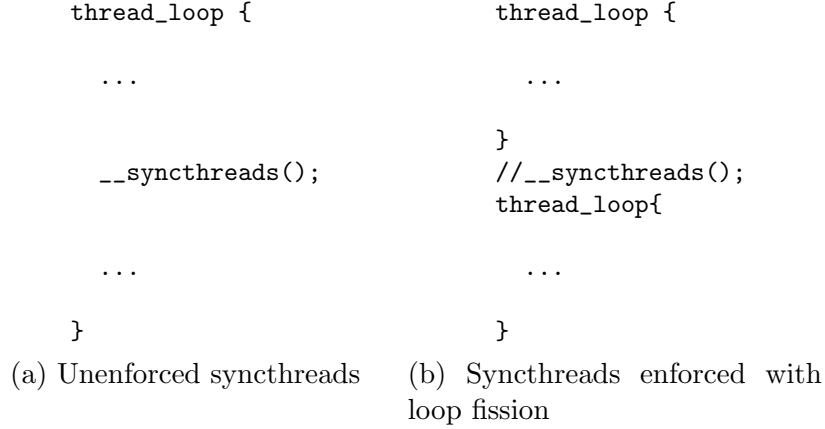 thread_loop {
...
__syncthreads();
...
}
(a) Unenforced syncthreads
thread_loop {
...
}
//__syncthreads();
thread_loop{
...
}
(b) Syncthreads enforced with
loop fission